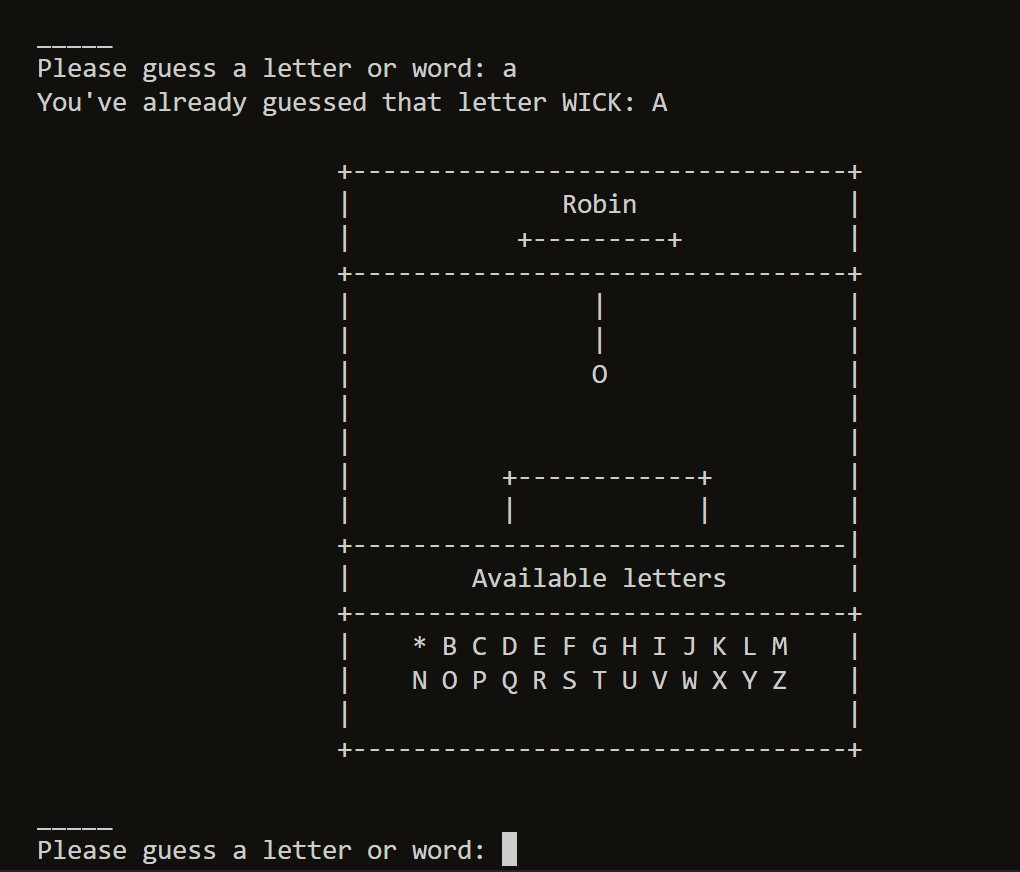 _____
Please guess a letter or word: a
You've already guessed that letter WICK: A
+---------------------------------+
|              Robin              |
|           +---------+           |
+---------------------------------+
|                |                |
|                |                |
|                O                |
|                                 |
|                                 |
|          +------------+         |
|          |            |         |
+---------------------------------|
|        Available letters        |
+---------------------------------+
|    * B C D E F G H I J K L M    |
|    N O P Q R S T U V W X Y Z    |
|                                 |
+---------------------------------+
_____
Please guess a letter or word: